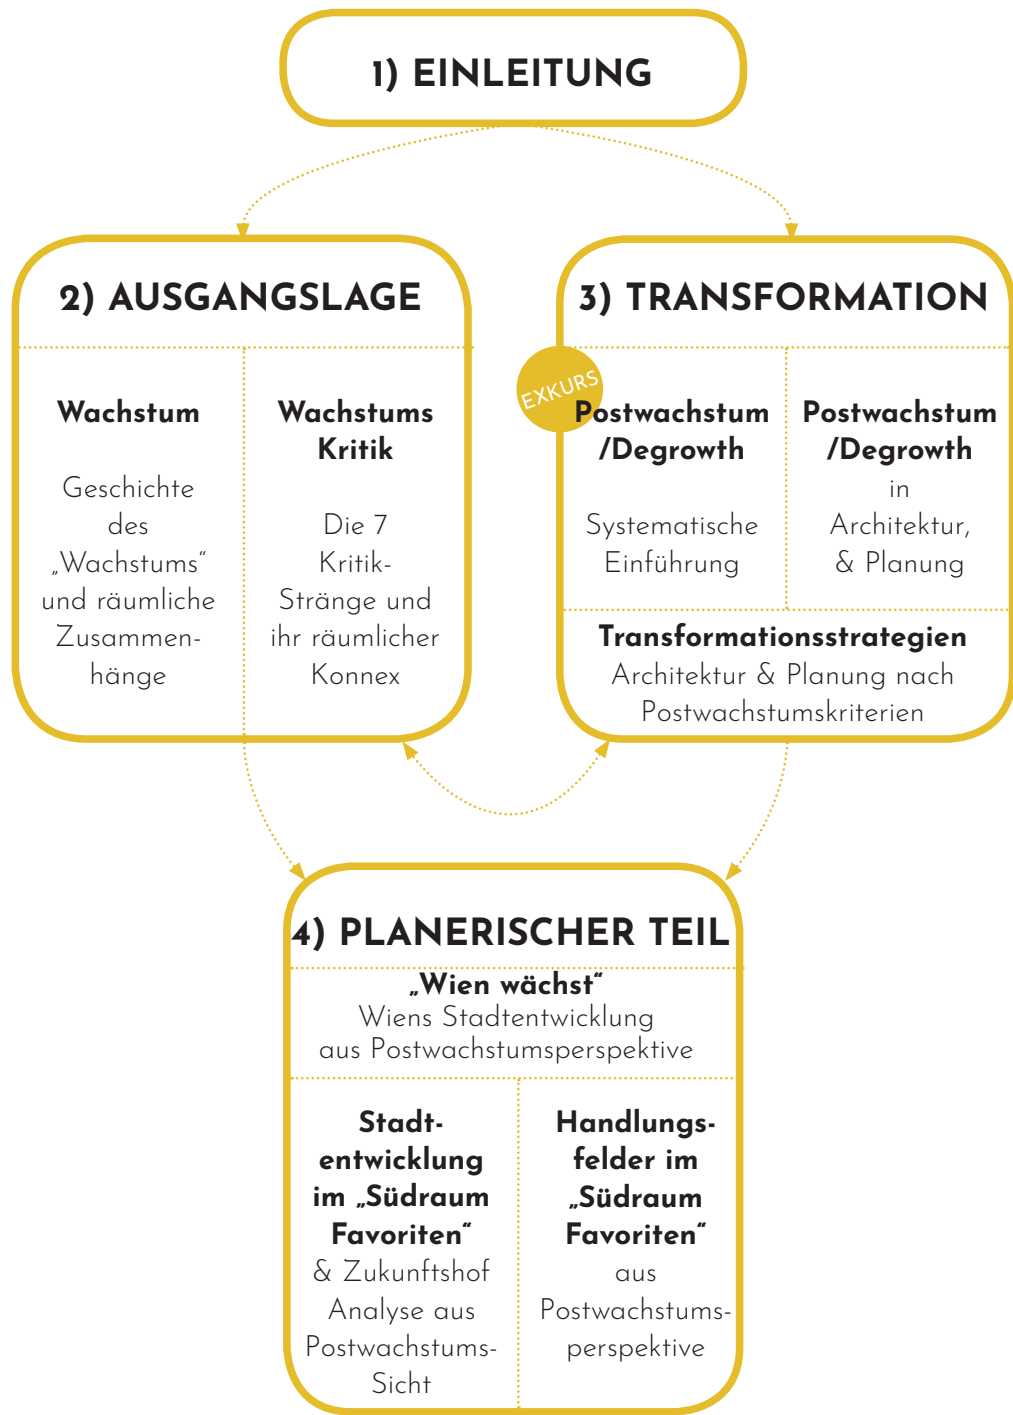 1) EINLEITUNG
2) AUSGANGSLAGE
Wachstum
Geschichte
des
„Wachstums“
und räumliche
Zusammen-
hänge
Wachstums
Kritik
Die 7
Kritik-
Stränge und
ihr räumlicher
Konnex
3) TRANSFORMATION
EXKURS
Postwachstum
/Degrowth
Systematische
Einführung
Postwachstum
/Degrowth
in
Architektur,
& Planung
Transformationsstrategien
Architektur & Planung nach
Postwachstumskriterien
4) PLANERISCHER TEIL
„Wien wächst“
Wiens Stadtentwicklung
aus Postwachstumsperspektive
Stadt-
entwicklung
im „Südraum
Favoriten“
& Zukunftshof
Analyse aus
Postwachstums-
Sicht
Handlungs-
felder im
„Südraum
Favoriten“
aus
Postwachstums-
perspektive